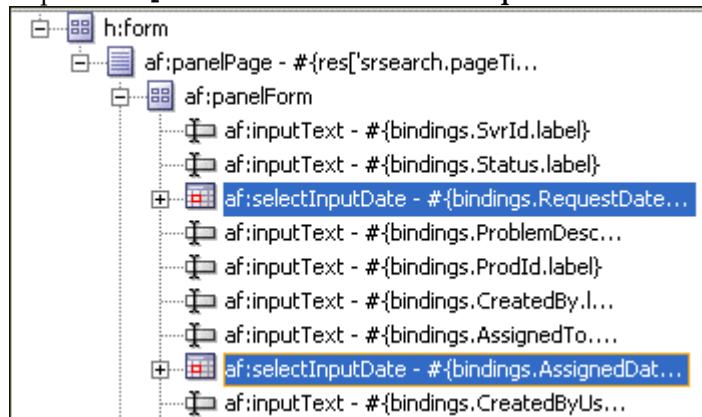 h:form
af:panelPage - #{res['srsearch.pageTi...
af:panelForm
af:inputText - #{bindings.SvrId.label}
af:inputText - #{bindings.Status.label}
af:selectInputDate - #{bindings.RequestDate...
af:inputText - #{bindings.ProblemDesc...
af:inputText - #{bindings.ProdId.label}
af:inputText - #{bindings.CreatedBy.l...
af:inputText - #{bindings.AssignedTo....
af:selectInputDate - #{bindings.AssignedDat...
af:inputText - #{bindings.CreatedByUs...